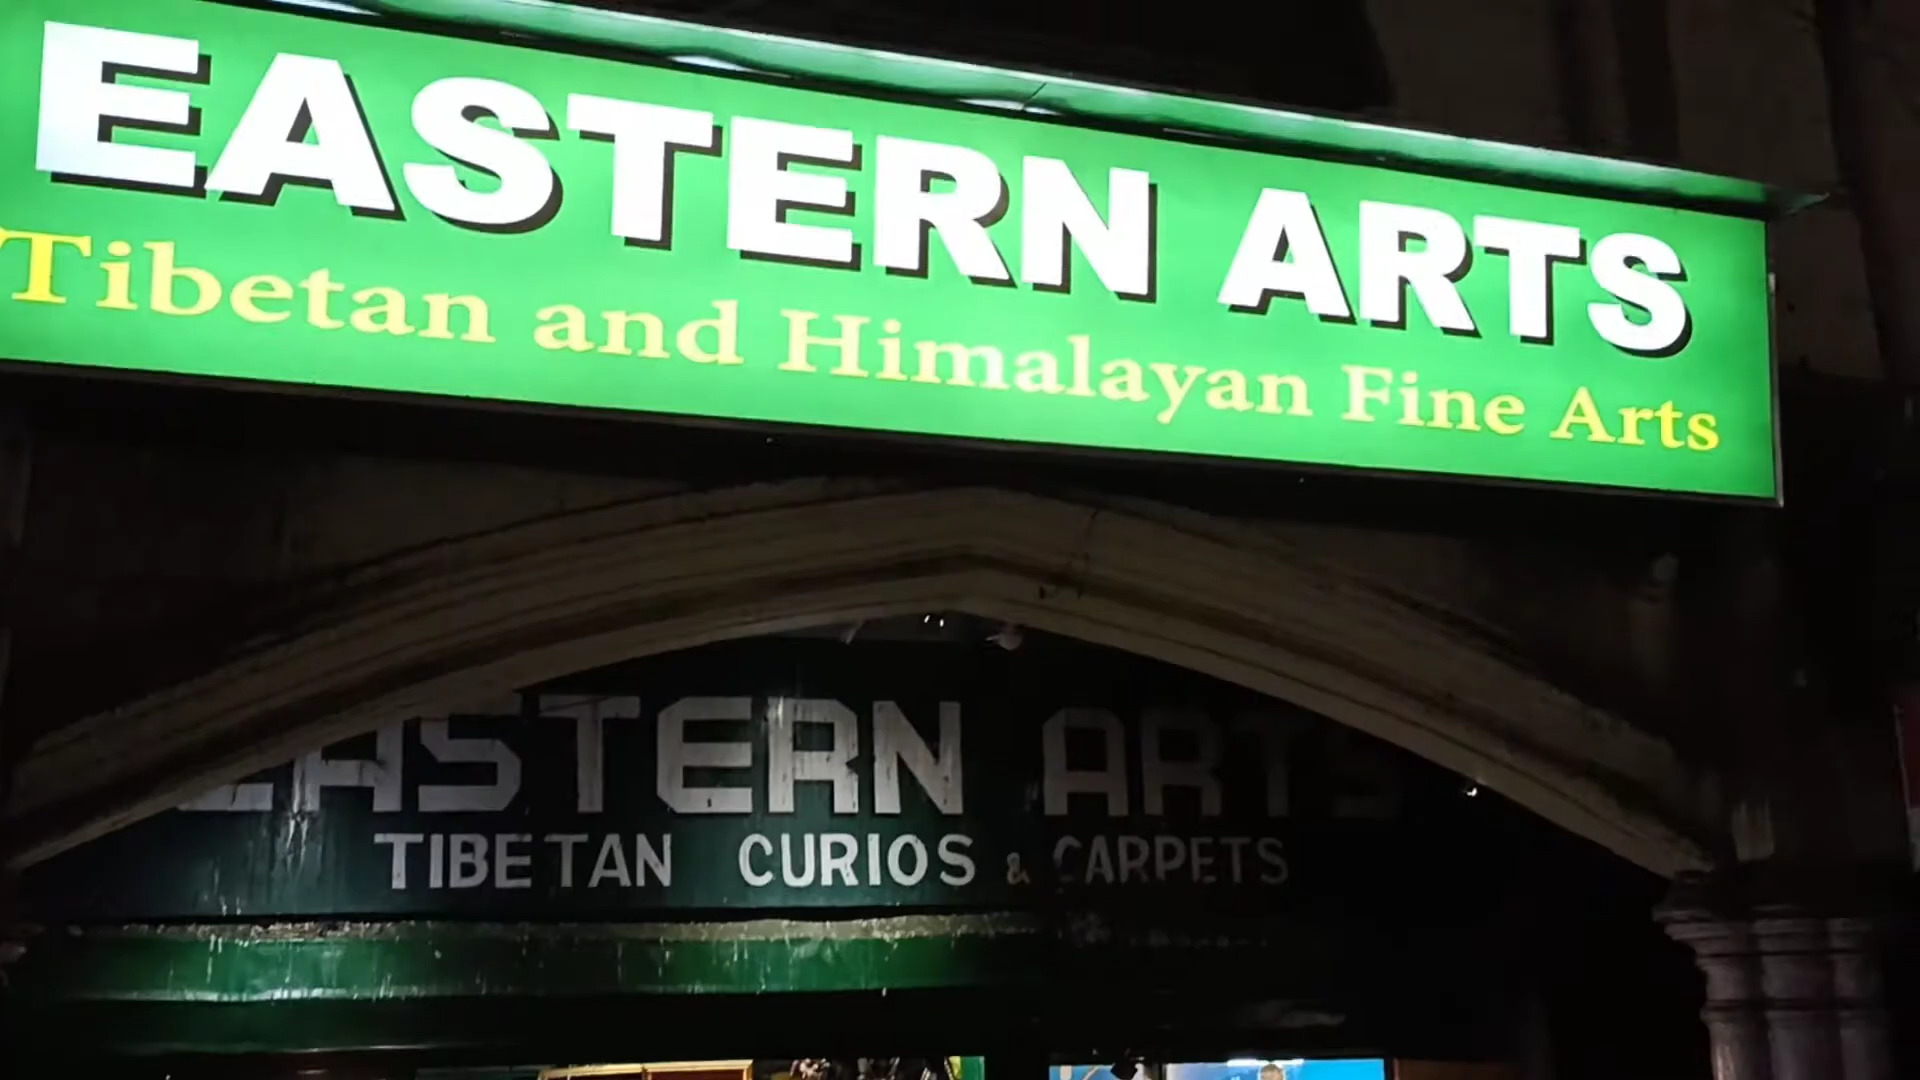 EASTERN ARTS
Tibetan and Himalayan Fine Arts
EASTERN ARTS
TIBETAN CURIOS & CARPETS